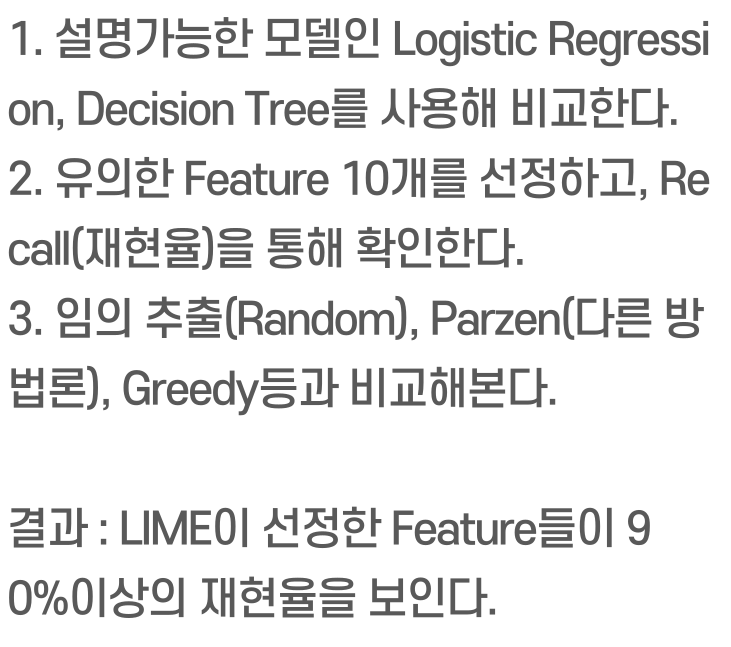 1. 설명가능한 모델인 Logistic Regressi
on, Decision Tree를 사용해 비교한다.
2. 유의한 Feature 10개를 선정하고, Re
call(재현율)을 통해 확인한다.
3. 임의 추출(Random), Parzen(다른 방
법론), Greedy등과 비교해본다.
결과 : LIME이 선정한 Feature들이 9
0%이상의 재현율을 보인다.